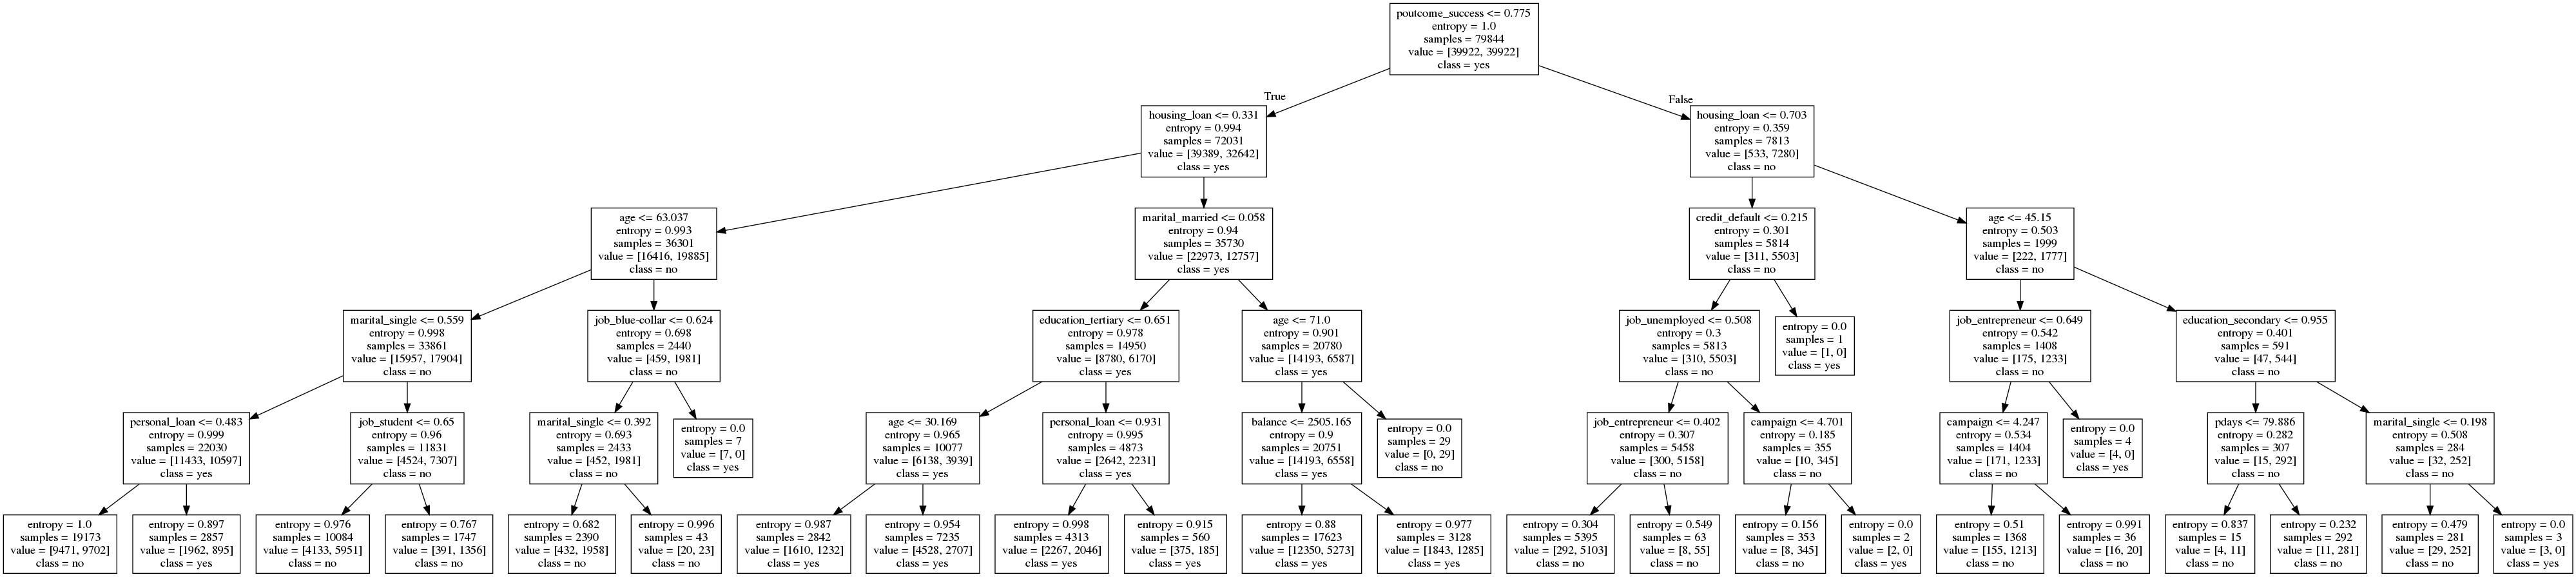 poutcome_success <= 0.775
entropy = 1.0
samples = 79844
value = [39922, 39922]
class = yes
True
False
housing_loan <= 0.331
entropy = 0.994
samples = 72031
value = [39389, 32642]
class = yes
housing_loan <= 0.703
entropy = 0.359
samples = 7813
value = [533, 7280]
class = no
age <= 63.037
entropy = 0.993
samples = 36301
value = [16416, 19885]
class = no
marital_married <= 0.058
entropy = 0.94
samples = 35730
value = [22973, 12757]
class = yes
credit_default <= 0.215
entropy = 0.301
samples = 5814
value = [311, 5503]
class = no
age <= 45.15
entropy = 0.503
samples = 1999
value = [222, 1777]
class = no
marital_single <= 0.559
entropy = 0.998
samples = 33861
value = [15957, 17904]
class = no
job_blue-collar <= 0.624
entropy = 0.698
samples = 2440
value = [459, 1981]
class = no
education_tertiary <= 0.651
entropy = 0.978
samples = 14950
value = [8780, 6170]
class = yes
age <= 71.0
entropy = 0.901
samples = 20780
value = [14193, 6587]
class = yes
job_unemployed <= 0.508
entropy = 0.3
samples = 5813
value = [310, 5503]
class = no
entropy = 0.0
samples = 1
value = [1, 0]
class = yes
job_entrepreneur <= 0.649
entropy = 0.542
samples = 1408
value = [175, 1233]
class = no
education_secondary <= 0.955
entropy = 0.401
samples = 591
value = [47, 544]
class = no
personal_loan <= 0.483
entropy = 0.999
samples = 22030
value = [11433, 10597]
class = yes
job_student <= 0.65
entropy = 0.96
samples = 11831
value = [4524, 7307]
class = no
marital_single <= 0.392
entropy = 0.693
samples = 2433
value = [452, 1981]
class = no
entropy = 0.0
samples = 7
value = [7, 0]
class = yes
age <= 30.169
entropy = 0.965
samples = 10077
value = [6138, 3939]
class = yes
personal_loan <= 0.931
entropy = 0.995
samples = 4873
value = [2642, 2231]
class = yes
balance <= 2505.165
entropy = 0.9
samples = 20751
value = [14193, 6558]
class = yes
entropy = 0.0
samples = 29
value = [0, 29]
class = no
job_entrepreneur <= 0.402
entropy = 0.307
samples = 5458
value = [300, 5158]
class = no
campaign <= 4.701
entropy = 0.185
samples = 355
value = [10, 345]
class = no
campaign <= 4.247
entropy = 0.534
samples = 1404
value = [171, 1233]
class = no
entropy = 0.0
samples = 4
value = [4, 0]
class = yes
pdays <= 79.886
entropy = 0.282
samples = 307
value = [15, 292]
class = no
marital_single <= 0.198
entropy = 0.508
samples = 284
value = [32, 252]
class = no
entropy = 1.0
samples = 19173
value = [9471, 9702]
class = no
entropy = 0.897
samples = 2857
value = [1962, 895]
class = yes
entropy = 0.976
samples = 10084
value = [4133, 5951]
class = no
entropy = 0.767
samples = 1747
value = [391, 1356]
class = no
entropy = 0.682
samples = 2390
value = [432, 1958]
class = no
entropy = 0.996
samples = 43
value = [20, 23]
class = no
entropy = 0.987
samples = 2842
value = [1610, 1232]
class = yes
entropy = 0.954
samples = 7235
value = [4528, 2707]
class = yes
entropy = 0.998
samples = 4313
value = [2267, 2046]
class = yes
entropy = 0.915
samples = 560
value = [375, 185]
class = yes
entropy = 0.88
samples = 17623
value = [12350, 5273]
class = yes
entropy = 0.977
samples = 3128
value = [1843, 1285]
class = yes
entropy = 0.304
samples = 5395
value = [292, 5103]
class = no
entropy = 0.549
samples = 63
value = [8, 55]
class = no
entropy = 0.156
samples = 353
value = [8, 345]
class = no
entropy = 0.0
samples = 2
value = [2, 0]
class = yes
entropy = 0.51
samples = 1368
value = [155, 1213]
class = no
entropy = 0.991
samples = 36
value = [16, 20]
class = no
entropy = 0.837
samples = 15
value = [4, 11]
class = no
entropy = 0.232
samples = 292
value = [11, 281]
class = no
entropy = 0.479
samples = 281
value = [29, 252]
class = no
entropy = 0.0
samples = 3
value = [3, 0]
class = yes